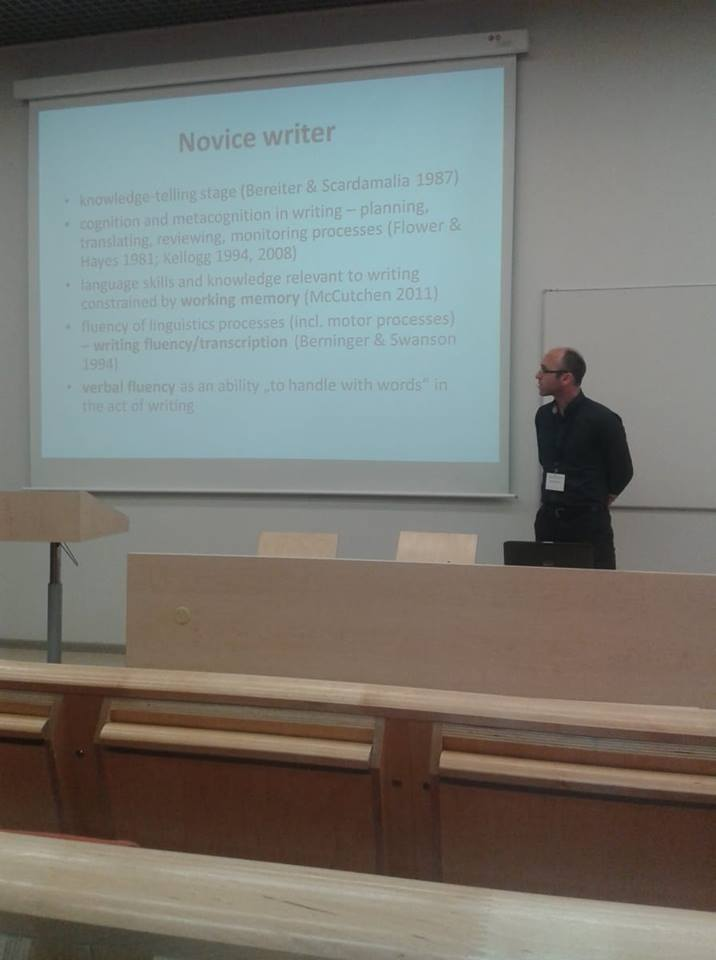 Novice writer
• knowledge-telling stage (Bereiter & Scardamalia 1987)
• cognition and metacognition in writing – planning,
translating, reviewing, monitoring processes (Flower &
Hayes 1981; Kellogg 1994, 2008)
• language skills and knowledge relevant to writing
constrained by working memory (McCutchen 2011)
• fluency of linguistics processes (incl. motor processes)
– writing fluency/transcription (Berninger & Swanson
1994)
• verbal fluency as an ability „to handle with words“ in
the act of writing